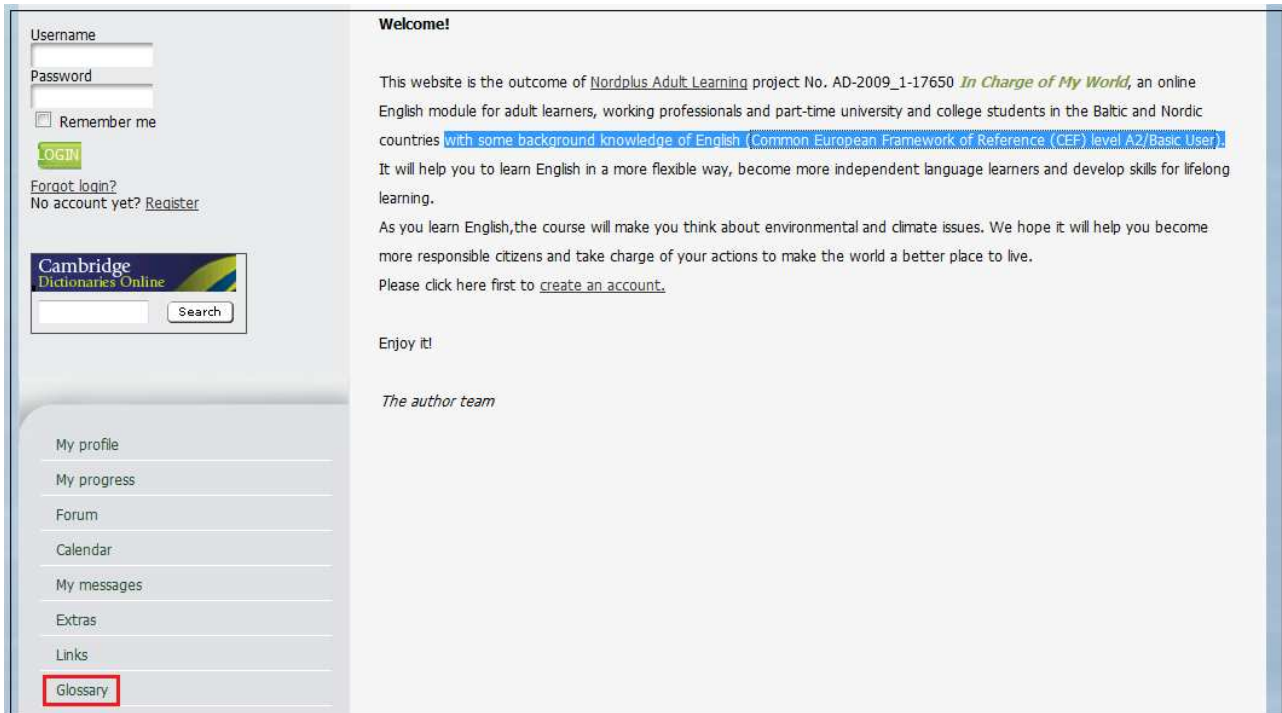 Username
Password
Remember me
LOGIN
Forgot login?
No account yet? Register
Cambridge
Dictionaries Online
Search
My profile
My progress
Forum
Calendar
My messages
Extras
Links
Glossary
Welcome!
This website is the outcome of Nordplus Adult Learning project No. AD-2009_1-17650 In Charge of My World, an online
English module for adult learners, working professionals and part-time university and college students in the Baltic and Nordic
countries with some background knowledge of English (Common European Framework of Reference (CEF) level A2/Basic User).
It will help you to learn English in a more flexible way, become more independent language learners and develop skills for lifelong
learning.
As you learn English,the course will make you think about environmental and climate issues. We hope it will help you become
more responsible citizens and take charge of your actions to make the world a better place to live.
Please click here first to create an account.
Enjoy it!
The author team